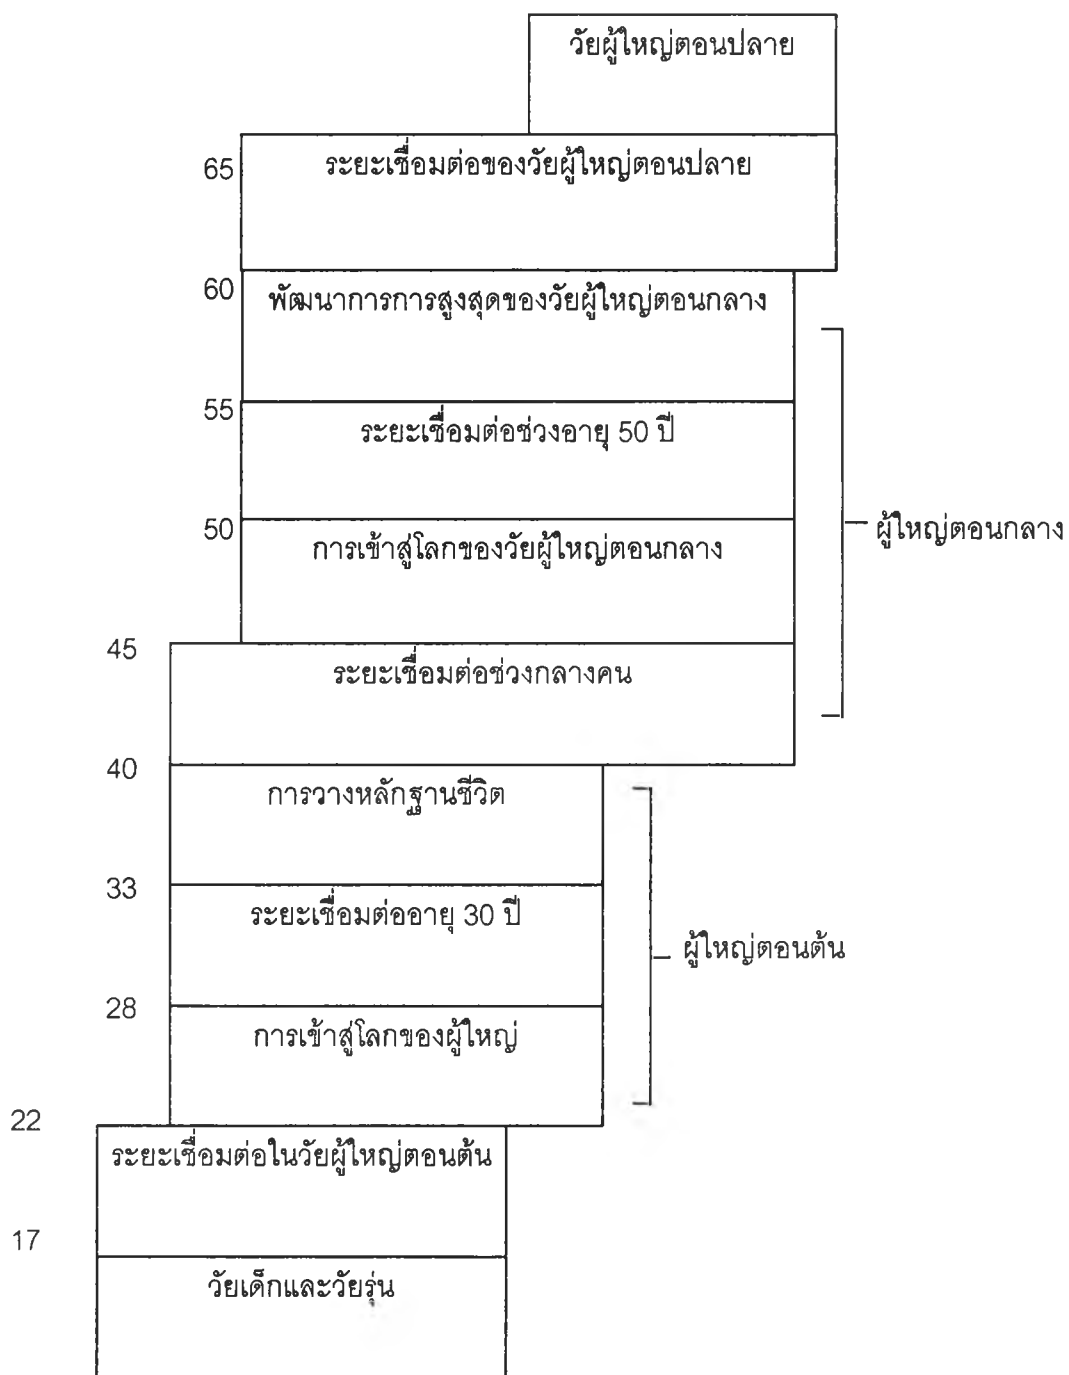 วัยผู้ใหญ่ตอนปลาย
65
ระยะเชื่อมต่อของวัยผู้ใหญ่ตอนปลาย
60
พัฒนาการการสูงสุดของวัยผู้ใหญ่ตอนกลาง
55
ระยะเชื่อมต่อช่วงอายุ 50 ปี
50
การเข้าสู่โลกของวัยผู้ใหญ่ตอนกลาง
ผู้ใหญ่ตอนกลาง
45
ระยะเชื่อมต่อช่วงกลางคน
40
การวางหลักฐานชีวิต
33
ระยะเชื่อมต่ออายุ 30 ปี
ผู้ใหญ่ตอนต้น
28
การเข้าสู่โลกของผู้ใหญ่
22
ระยะเชื่อมต่อในวัยผู้ใหญ่ตอนต้น
17
วัยเด็กและวัยรุ่น